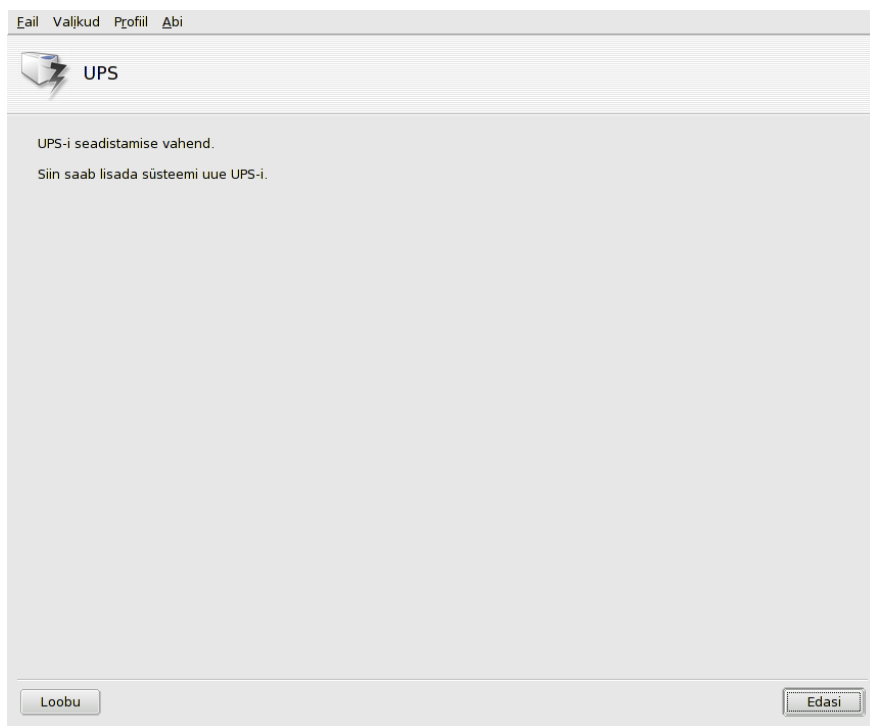 Fail Valikud Profiil Abi
UPS
UPS-i seadistamise vahend.
Siin saab lisada süsteemi uue UPS-i.
Loobu Edasi